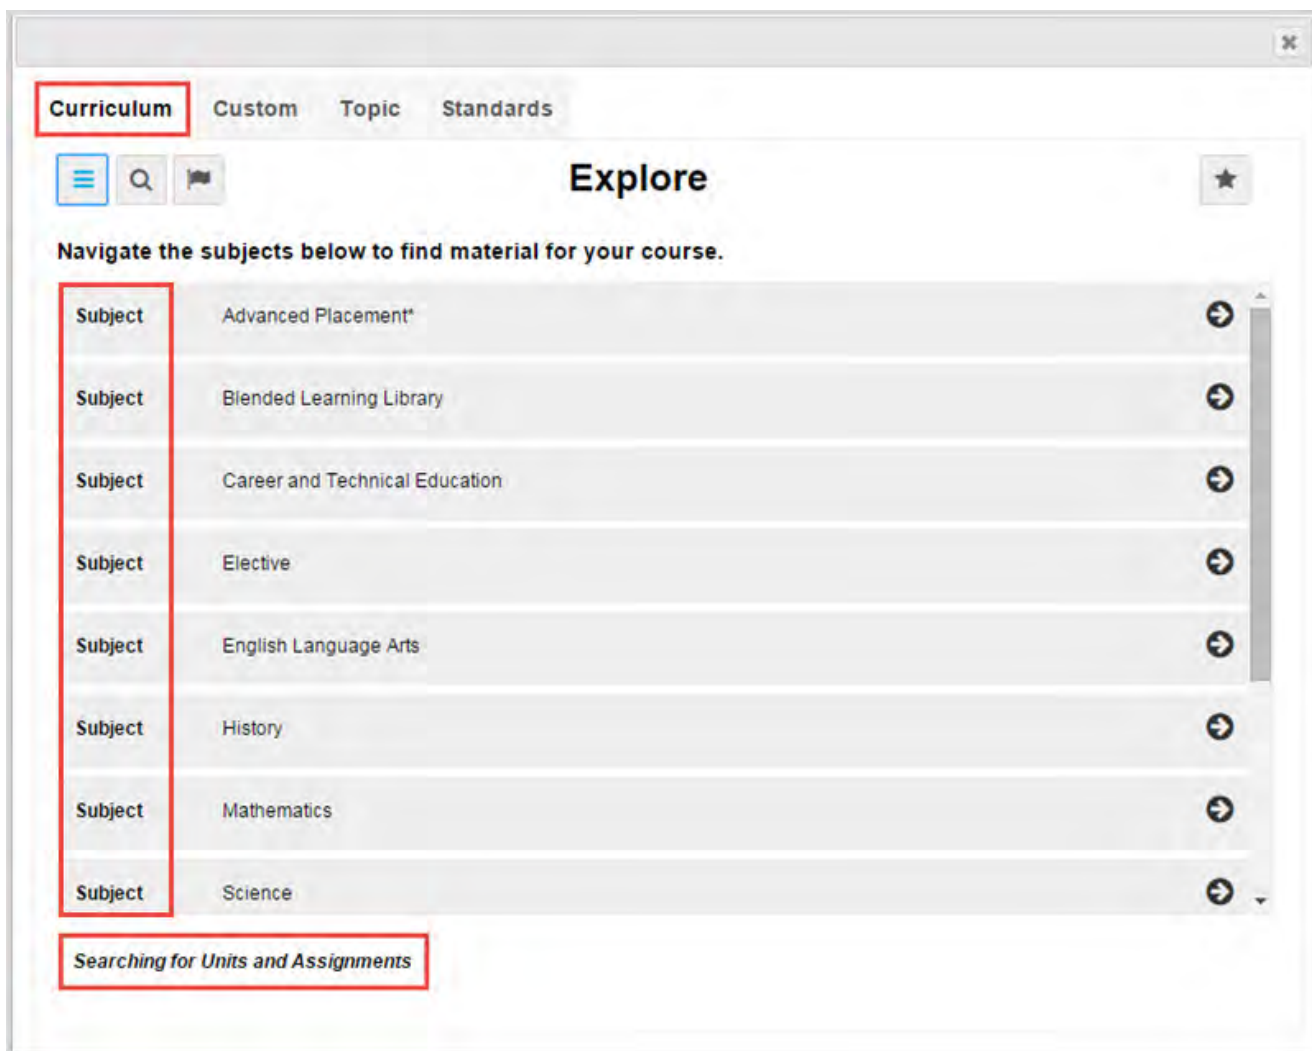 Curriculum Custom Topic Standards
Explore
Navigate the subjects below to find material for your course.
Subject Advanced Placement*
Subject Blended Learning Library
Subject Career and Technical Education
Subject Elective
Subject English Language Arts
Subject History
Subject Mathematics
Subject Science
Searching for Units and Assignments